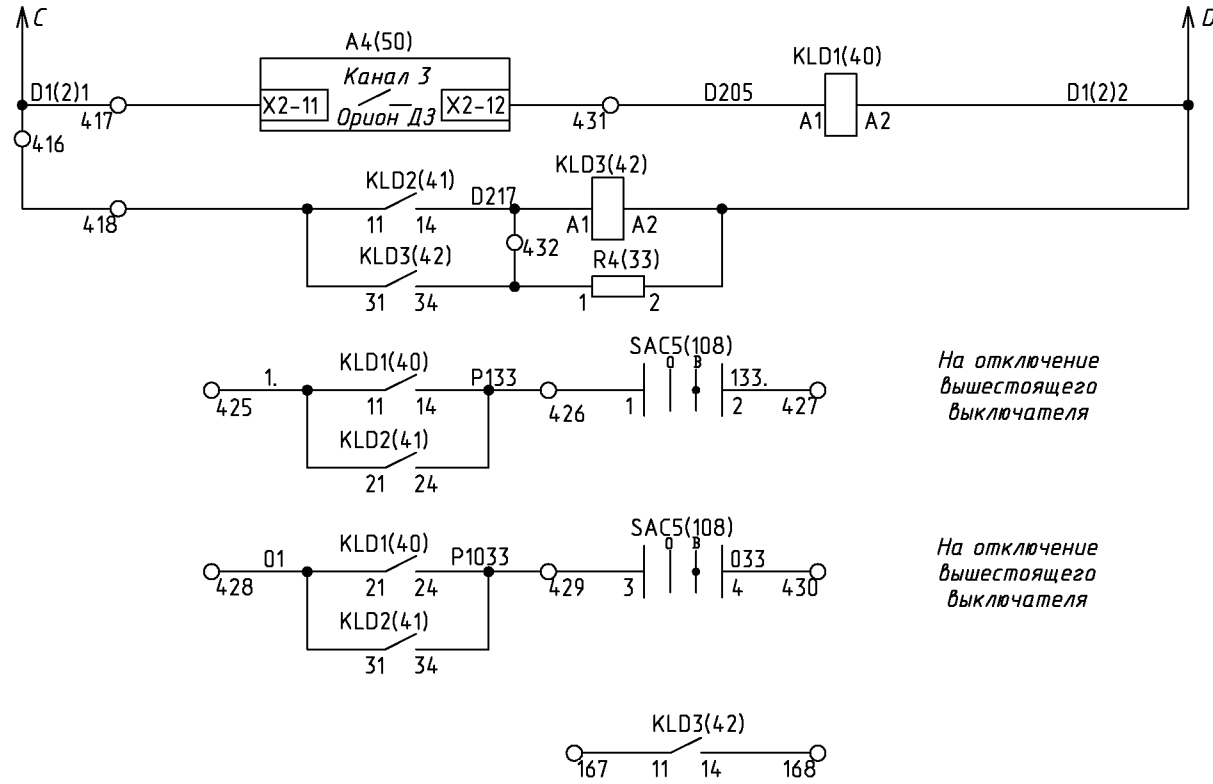 C
D
A4(50)
KLD1(40)
Канал 3
D1(2)1
X2-11
X2-12
D205
D1(2)2
Орион ДЗ
417
431
A1
A2
416
KLD2(41)
KLD3(42)
D217
418
11
14
A1
A2
432
KLD3(42)
R4(33)
31
34
1
2
SAC5(108)
KLD1(40)
О
В
На отключение
вышестоящего
выключателя
1.
P133
133.
425
11
14
426
1
2
427
KLD2(41)
21
24
SAC5(108)
KLD1(40)
О
В
На отключение
вышестоящего
выключателя
01
P1033
033
428
21
24
429
3
4
430
KLD2(41)
31
34
KLD3(42)
167
11
14
168